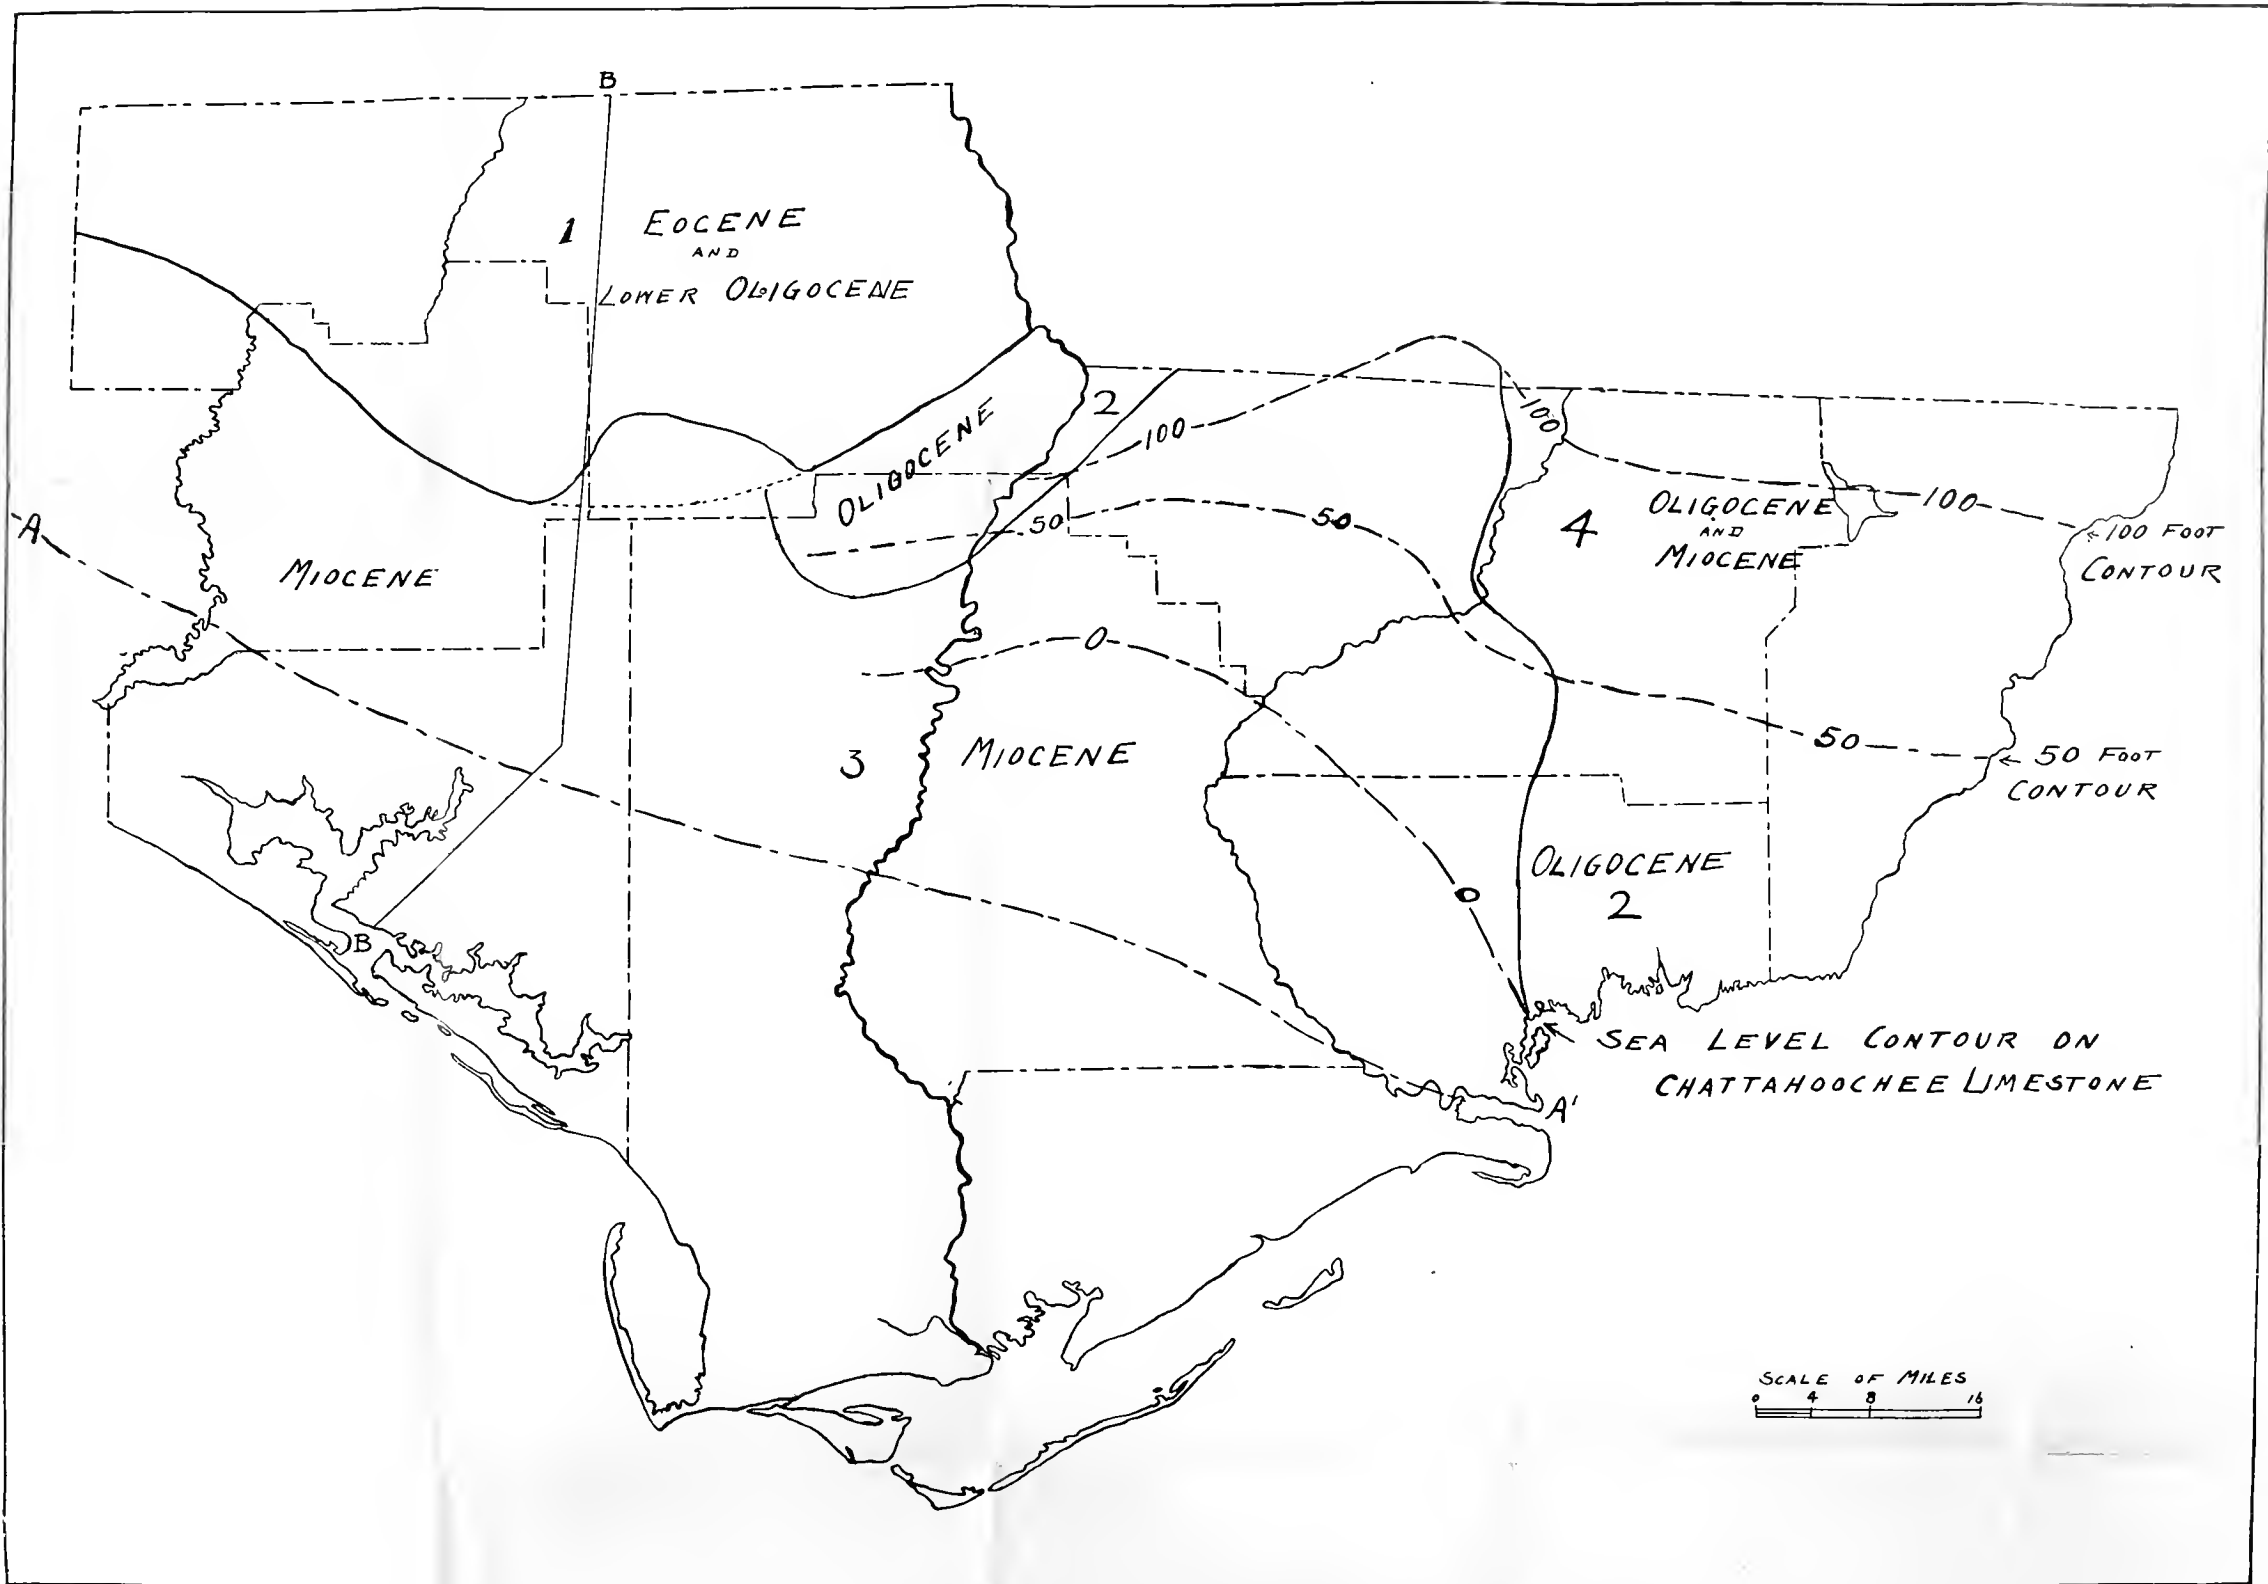 B
1
EOCENE
AND
LOWER OLIGOCENE
2
OLIGOCENE
100
100
4
OLIGOCENE
AND
MIOCENE
100
100 FOOT
CONTOUR
A
MIOCENE
50
50
0
3
MIOCENE
50
50 FOOT
CONTOUR
OLIGOCENE
2
0
B
SEA LEVEL CONTOUR ON
CHATTAHOOCHEE LIMESTONE
A'
SCALE OF MILES
0 4 8 16